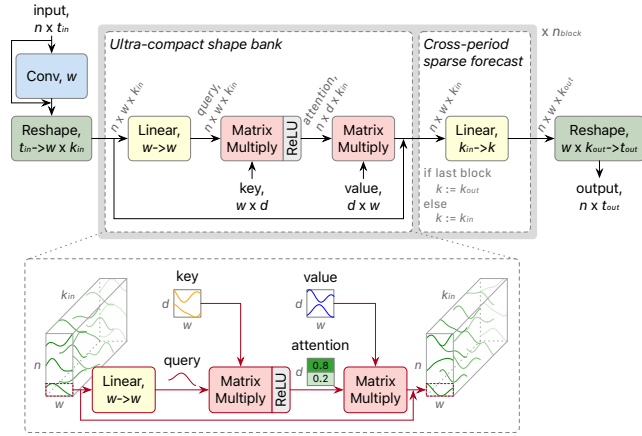 input,
n x t_in
Conv, w
Reshape,
t_in->w x k_in
Ultra-compact shape bank
Cross-period
sparse forecast
x n_block
n x w x k_in
Linear,
w->w
query,
n x w x k_in
Matrix
Multiply
ReLU
attention,
n x d x k_in
Matrix
Multiply
key,
w x d
value,
d x w
n x w x k_in
Linear,
k_in->k
if last block
k := k_out
else
k := k_in
n x w x k_out
Reshape,
w x k_out->t_out
output,
n x t_out
k_in
n
w
key
d
w
value
d
w
query
attention
d
0.8
0.2
Linear,
w->w
Matrix
Multiply
ReLU
Matrix
Multiply
k_in
n
w